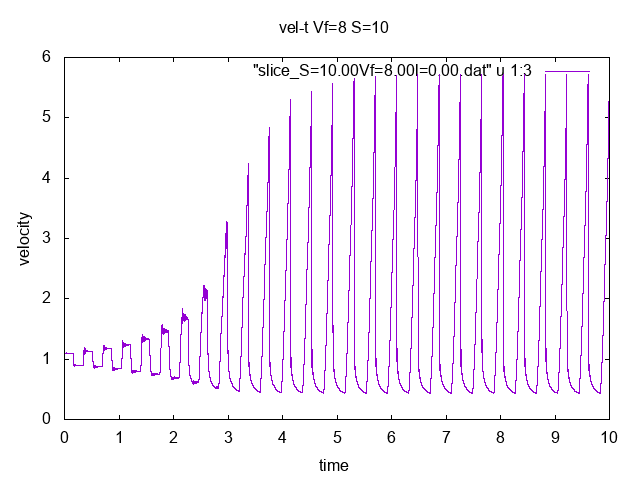 vel-t Vf=8 S=10
"slice_S=10.00Vf=8.00l=0.00.dat" u 1:3
6
5
4
3
2
1
0
velocity
0 1 2 3 4 5 6 7 8 9 10
time